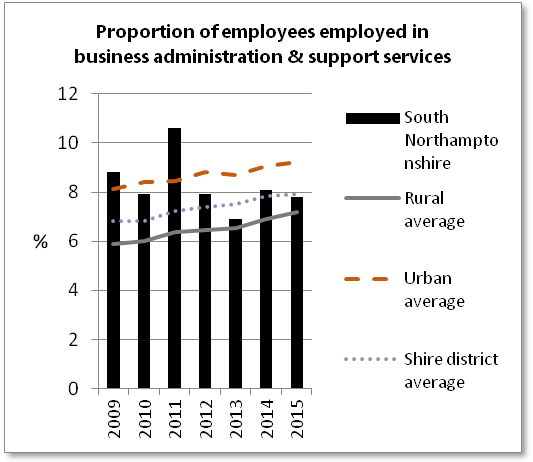 Proportion of employees employed in
business administration & support services
12
10
8
6
4
2
0
%
2009
2010
2011
2012
2013
2014
2015
South
Northampto
nshire
Rural
average
Urban
average
Shire district
average